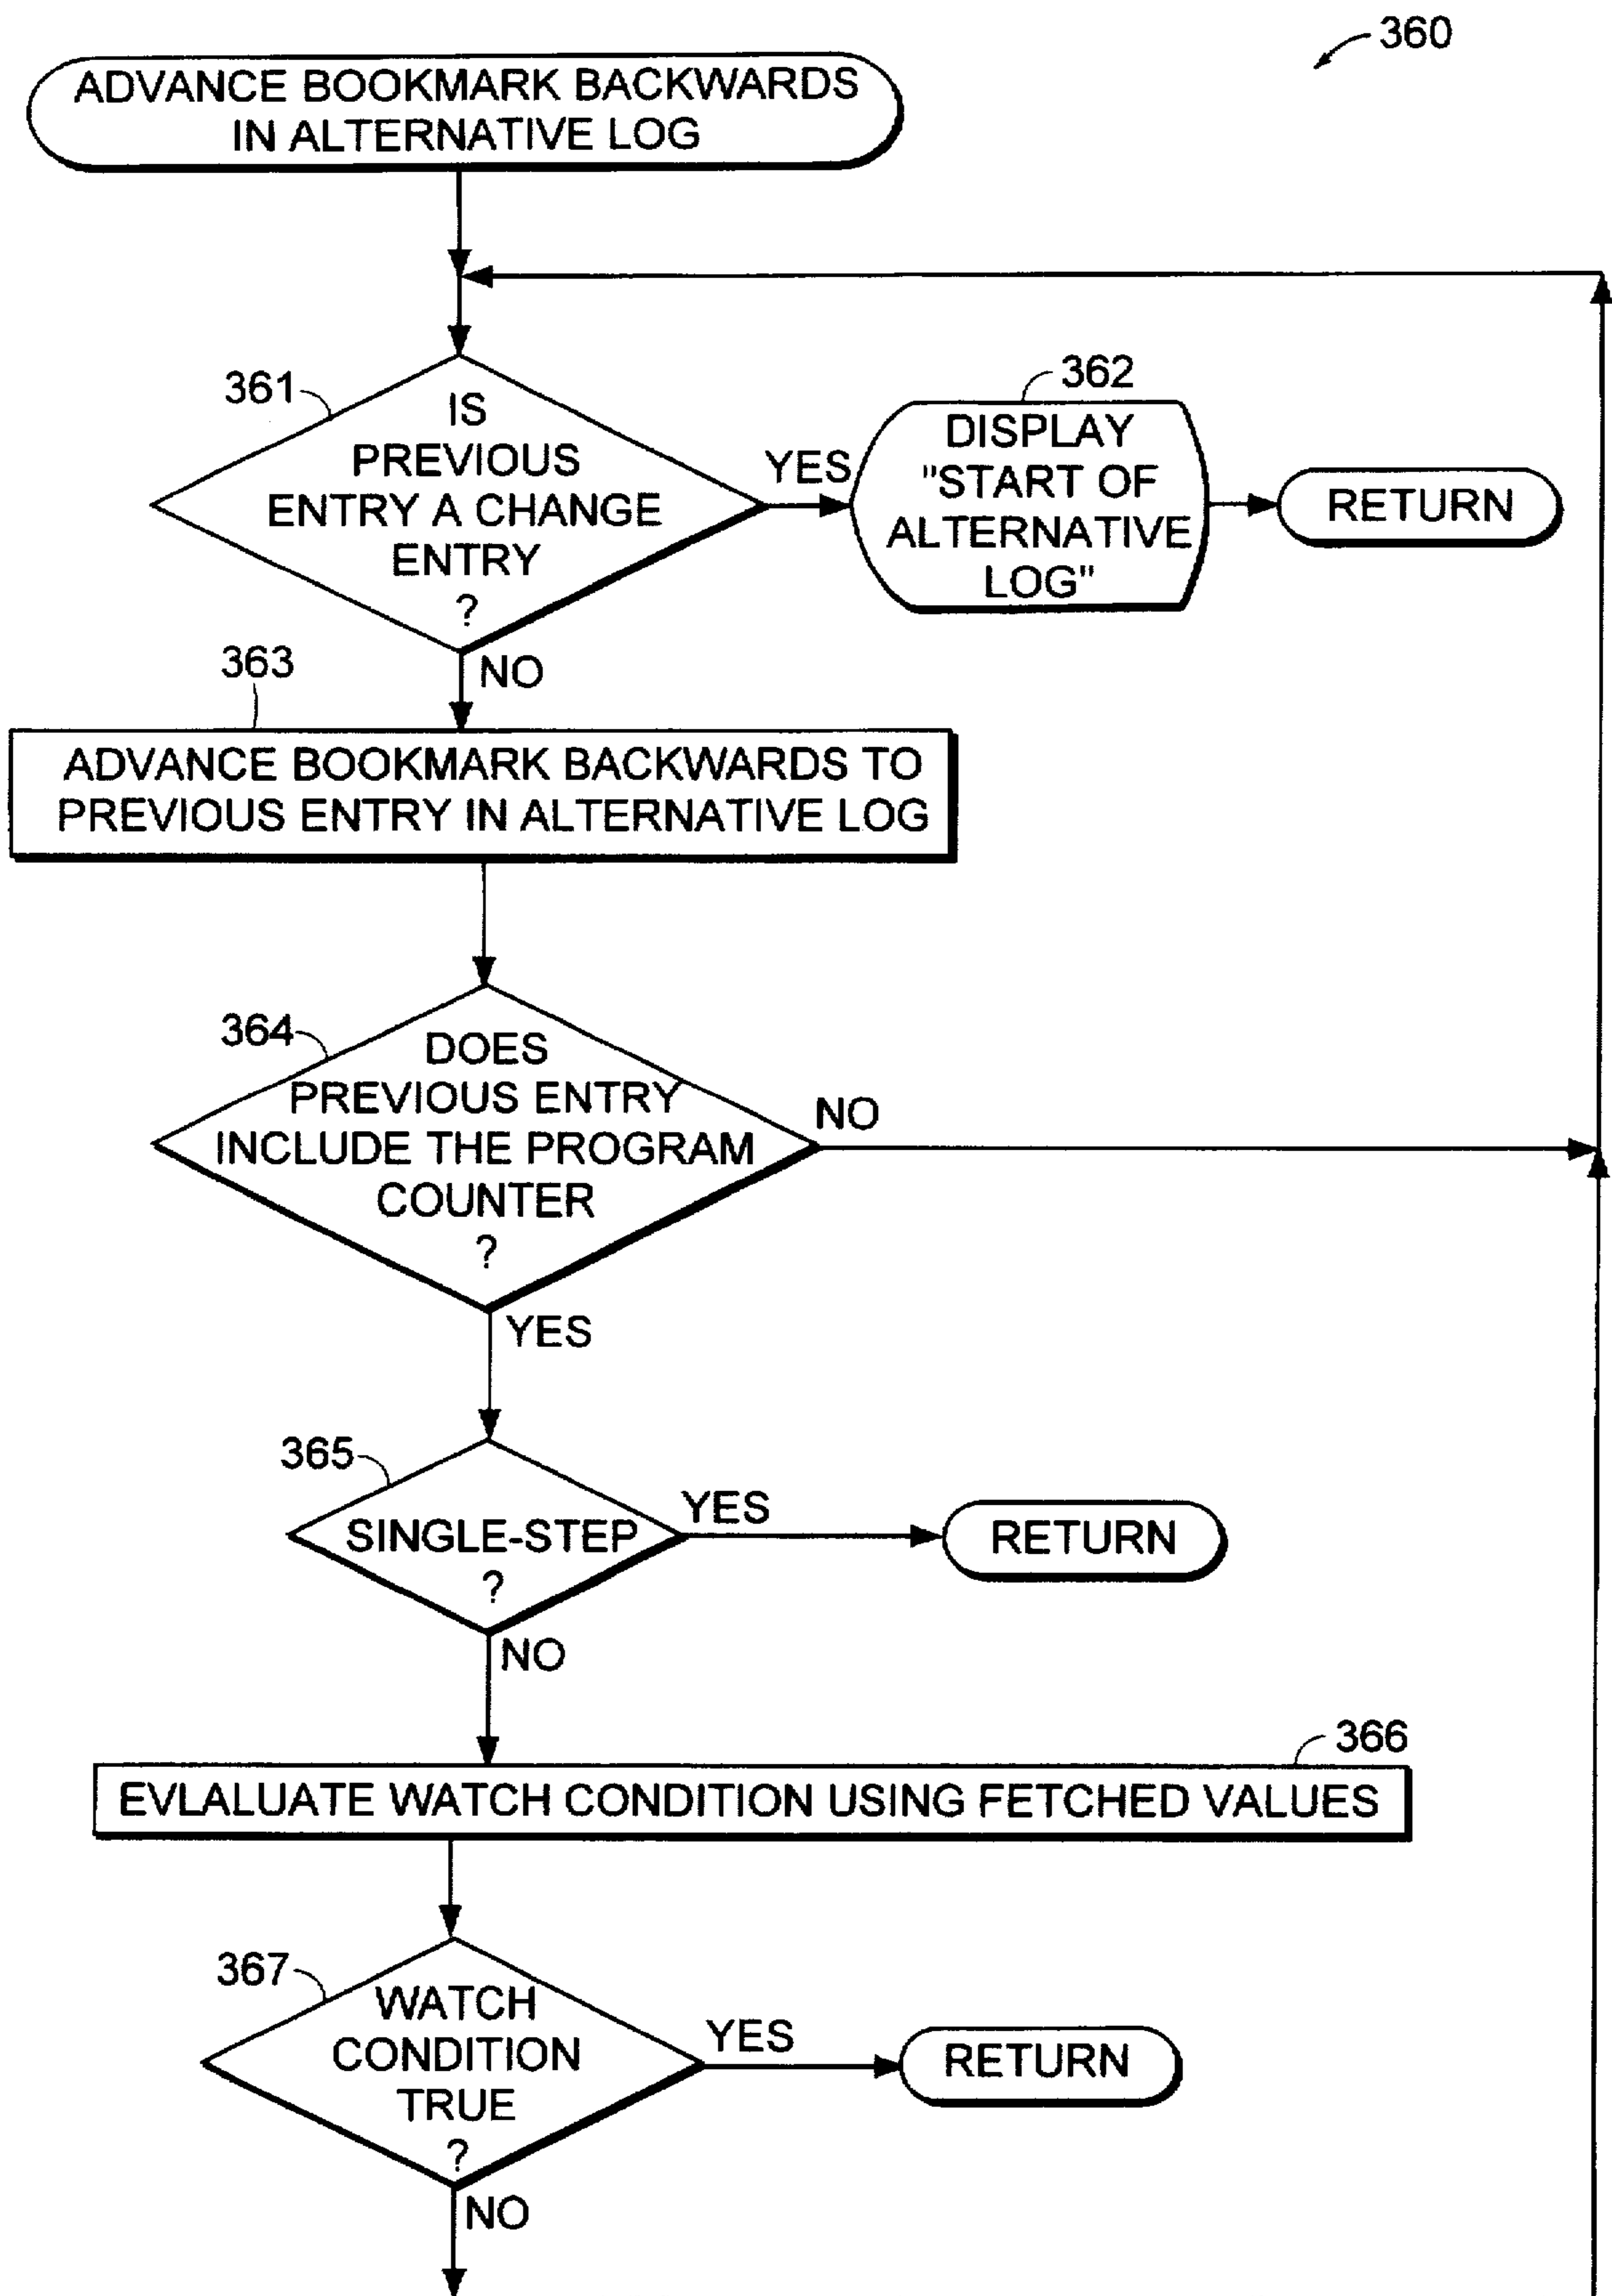 360
ADVANCE BOOKMARK BACKWARDS
IN ALTERNATIVE LOG
361
IS
PREVIOUS
ENTRY A CHANGE
ENTRY
?
YES
362
DISPLAY
"START OF
ALTERNATIVE
LOG"
RETURN
NO
363
ADVANCE BOOKMARK BACKWARDS TO
PREVIOUS ENTRY IN ALTERNATIVE LOG
364
DOES
PREVIOUS ENTRY
INCLUDE THE PROGRAM
COUNTER
?
NO
YES
365
SINGLE-STEP
?
YES
RETURN
NO
366
EVLALUATE WATCH CONDITION USING FETCHED VALUES
367
WATCH
CONDITION
TRUE
?
YES
RETURN
NO